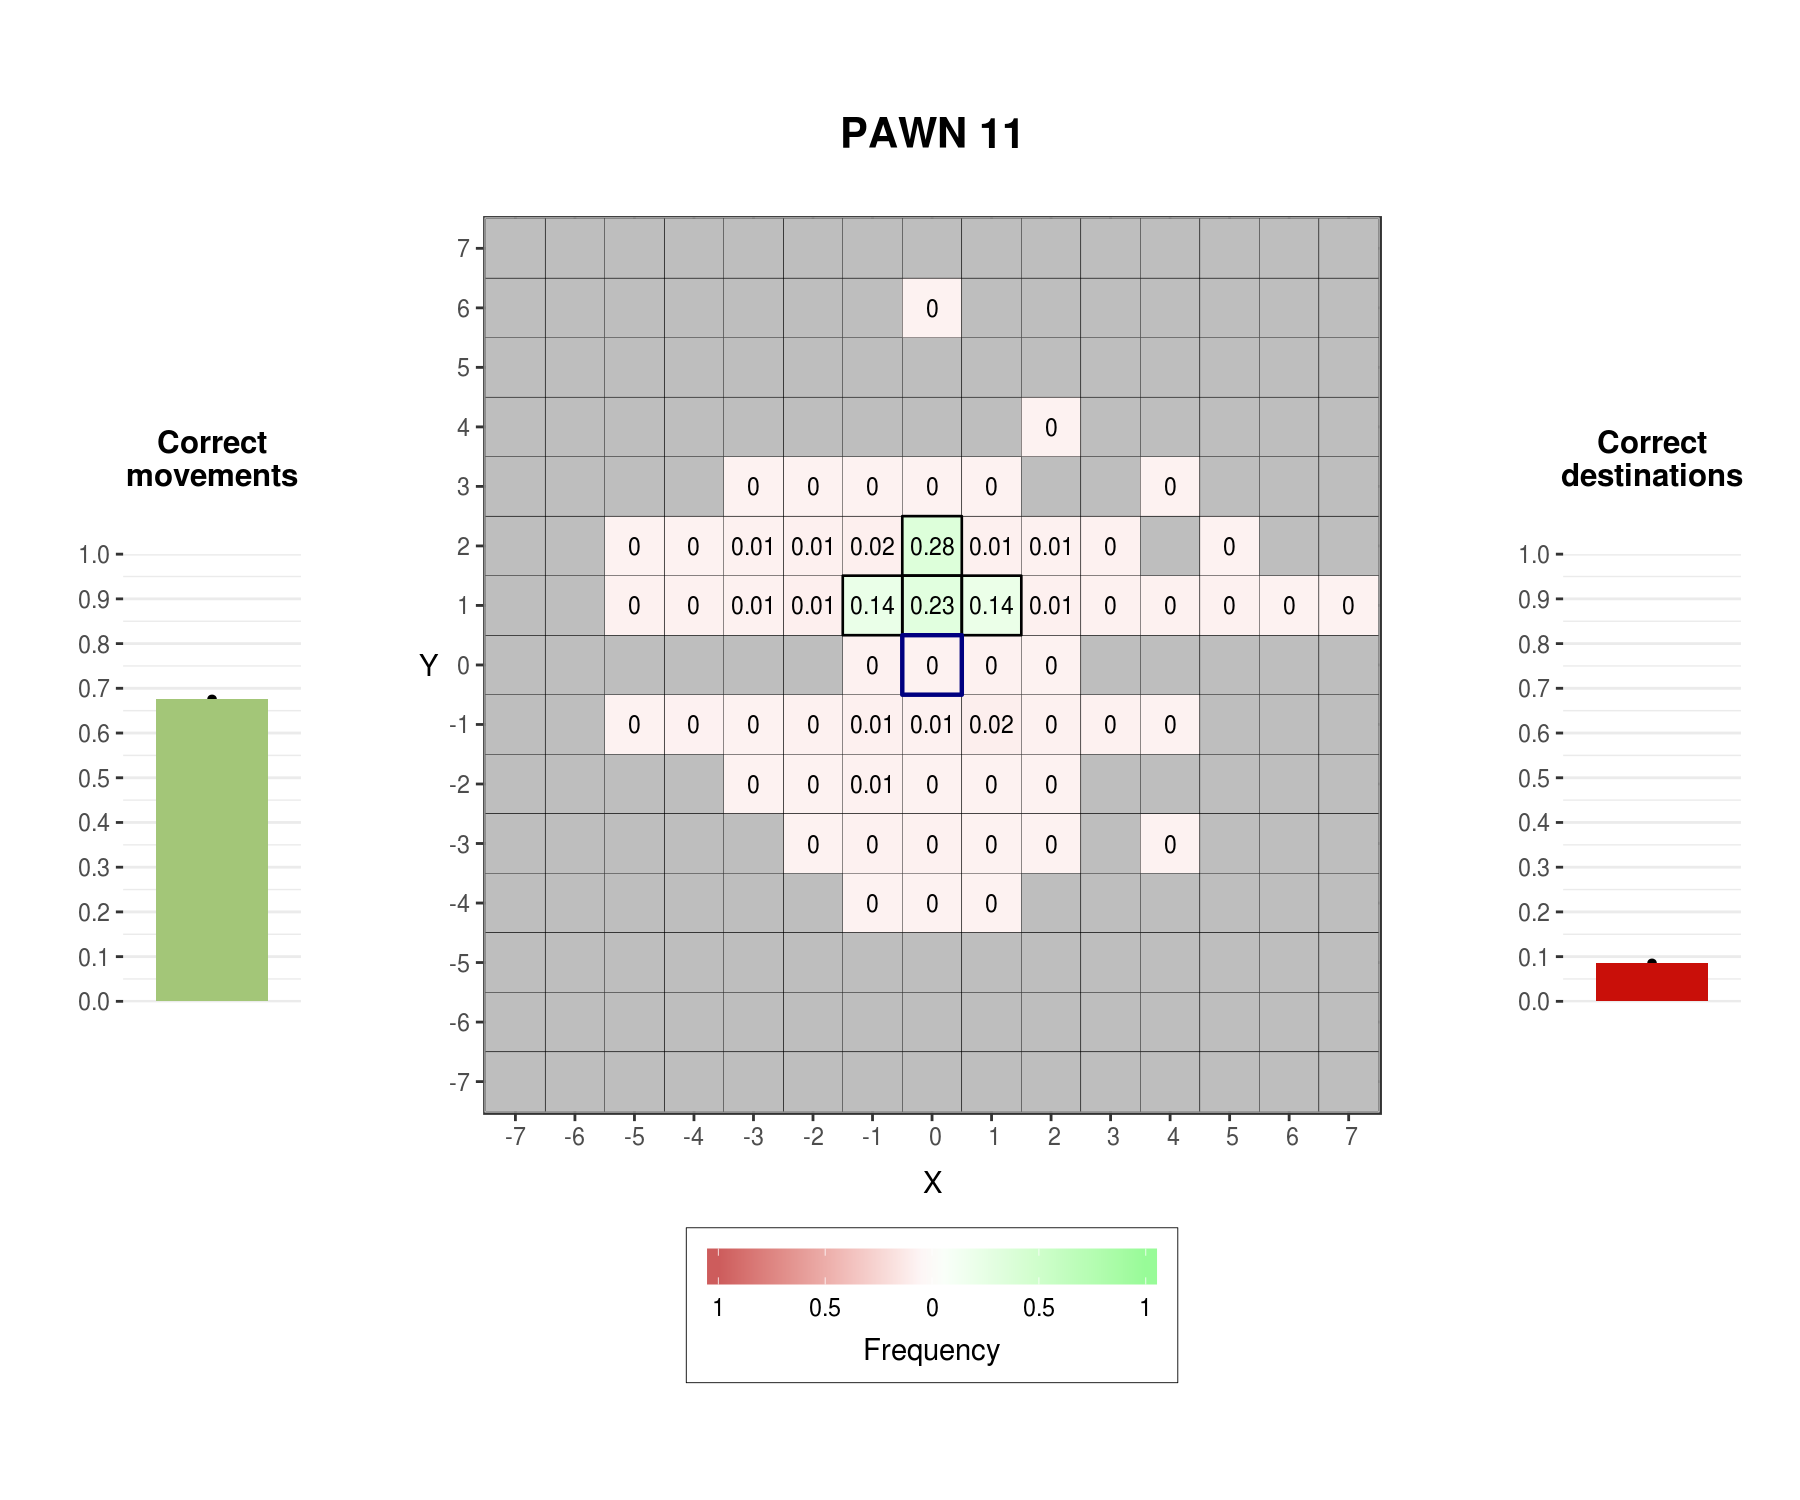 PAWN 11
Correct
movements
1.0
0.9
0.8
0.7
0.6
0.5
0.4
0.3
0.2
0.1
0.0
Y
7
6 0
5
4 0
3 0 0 0 0 0 0
2 0 0 0.01 0.01 0.02 0.28 0.01 0.01 0 0
1 0 0 0.01 0.01 0.14 0.23 0.14 0.01 0 0 0 0 0
0 0 0 0 0
-1 0 0 0 0 0.01 0.01 0.02 0 0 0
-2 0 0 0.01 0 0 0
-3 0 0 0 0 0 0
-4 0 0 0
-5
-6
-7
-7 -6 -5 -4 -3 -2 -1 0 1 2 3 4 5 6 7
X
1 0.5 0 0.5 1
Frequency
Correct
destinations
1.0
0.9
0.8
0.7
0.6
0.5
0.4
0.3
0.2
0.1
0.0